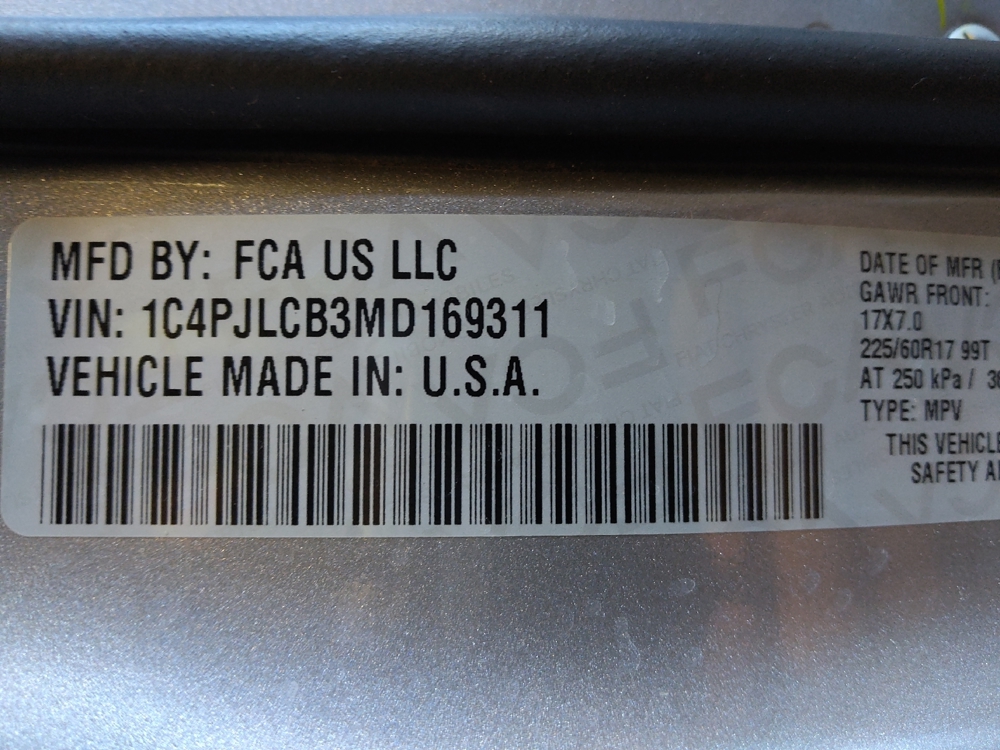 MFD BY: FCA US LLC
VIN: 1C4PJLCB3MD169311
VEHICLE MADE IN: U.S.A.
DATE OF MFR
GAWR FRONT:
17X7.0
225/60R17 99T
AT 250 kPa /
TYPE: MPV
THIS VEHICLE
SAFETY